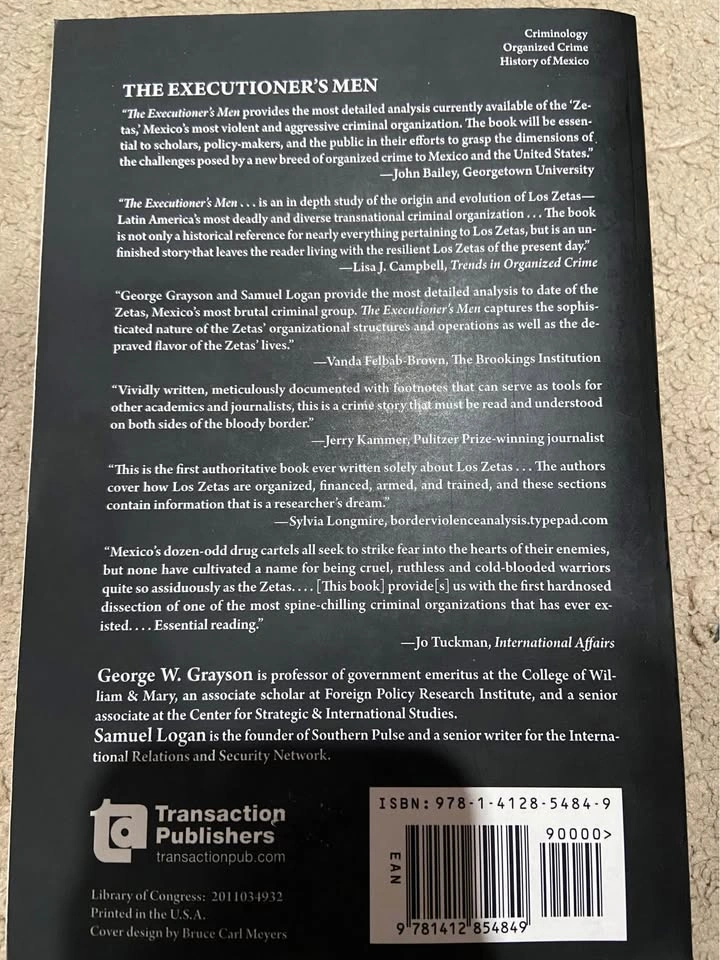 Criminology
Organized Crime
History of Mexico
THE EXECUTIONER'S MEN
"The Executioner's Men provides the most detailed analysis currently available of the 'Ze-
tas,' Mexico's most violent and aggressive criminal organization. The book will be essen-
tial to scholars, policy-makers, and the public in their efforts to grasp the dimensions of
the challenges posed by a new breed of organized crime to Mexico and the United States."
—John Bailey, Georgetown University
"The Executioner's Men . . . is an in depth study of the origin and evolution of Los Zetas—
Latin America's most deadly and diverse transnational criminal organization . . . The book
is not only a historical reference for nearly everything pertaining to Los Zetas, but is an un-
finished story that leaves the reader living with the resilient Los Zetas of the present day."
—Lisa J. Campbell, Trends in Organized Crime
"George Grayson and Samuel Logan provide the most detailed analysis to date of the
Zetas, Mexico's most brutal criminal group. The Executioner's Men captures the sophis-
ticated nature of the Zetas' organizational structures and operations as well as the de-
praved flavor of the Zetas' lives."
—Vanda Felbab-Brown, The Brookings Institution
"Vividly written, meticulously documented with footnotes that can serve as tools for
other academics and journalists, this is a crime story that must be read and understood
on both sides of the bloody border."
—Jerry Kammer, Pulitzer Prize-winning journalist
"This is the first authoritative book ever written solely about Los Zetas . . . The authors
cover how Los Zetas are organized, financed, armed, and trained, and these sections
contain information that is a researcher's dream."
—Sylvia Longmire, borderviolenceanalysis.typepad.com
"Mexico's dozen-odd drug cartels all seek to strike fear into the hearts of their enemies,
but none have cultivated a name for being cruel, ruthless and cold-blooded warriors
quite so assiduously as the Zetas. . . . [This book] provide[s] us with the first hardnosed
dissection of one of the most spine-chilling criminal organizations that has ever ex-
isted. . . . Essential reading."
—Jo Tuckman, International Affairs
George W. Grayson is professor of government emeritus at the College of Wil-
liam & Mary, an associate scholar at Foreign Policy Research Institute, and a senior
associate at the Center for Strategic & International Studies.
Samuel Logan is the founder of Southern Pulse and a senior writer for the Interna-
tional Relations and Security Network.
ta Transaction
Publishers
transactionpub.com
Library of Congress: 2011034932
Printed in the U.S.A.
Cover design by Bruce Carl Meyers
ISBN: 978-1-4128-5484-9
90000>
EAN
9 781412 854849